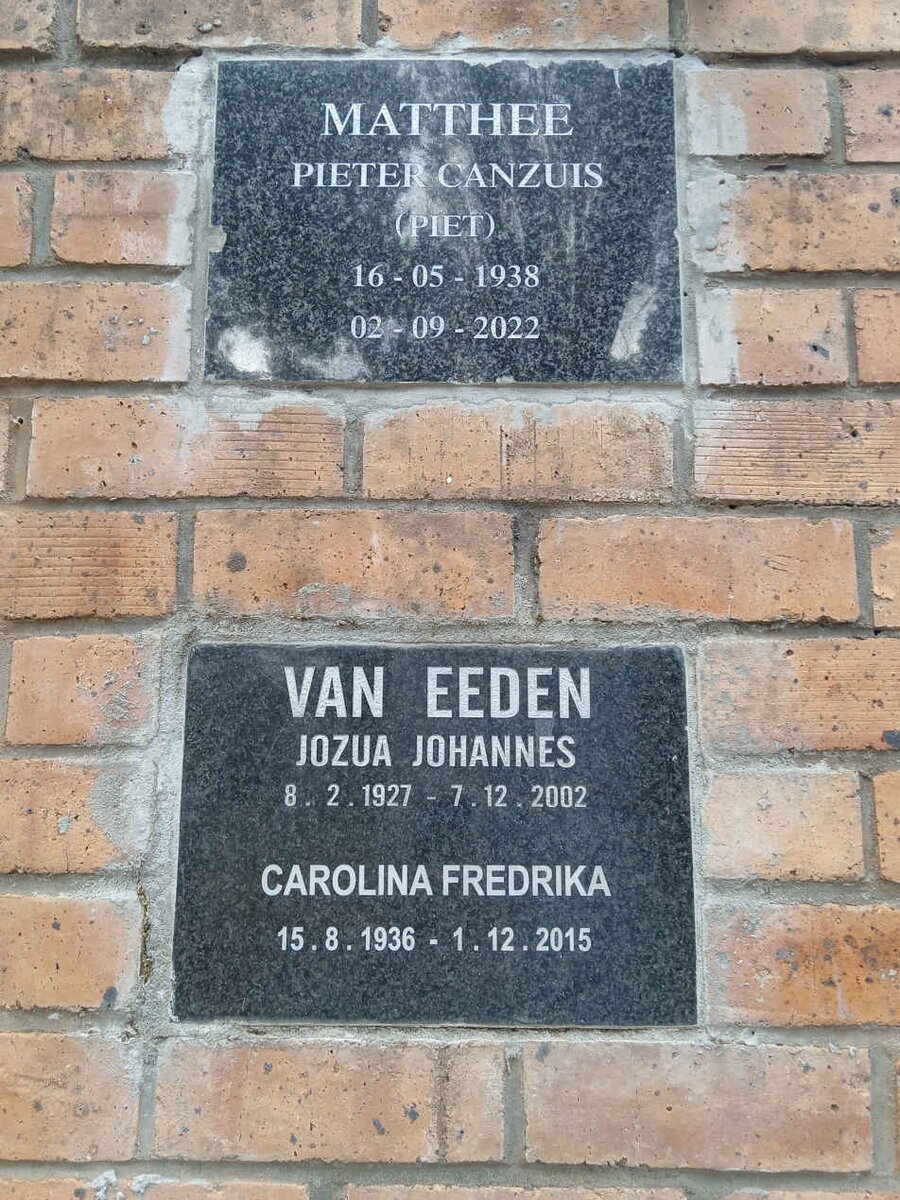 MATTHEE
PIETER CANZUIS
(PIET)
16 - 05 - 1938
02 - 09 - 2022
VAN EEDEN
JOZUA JOHANNES
8 . 2 . 1927 - 7 . 12 . 2002
CAROLINA FREDRIKA
15 . 8 . 1936 - 1 . 12 . 2015